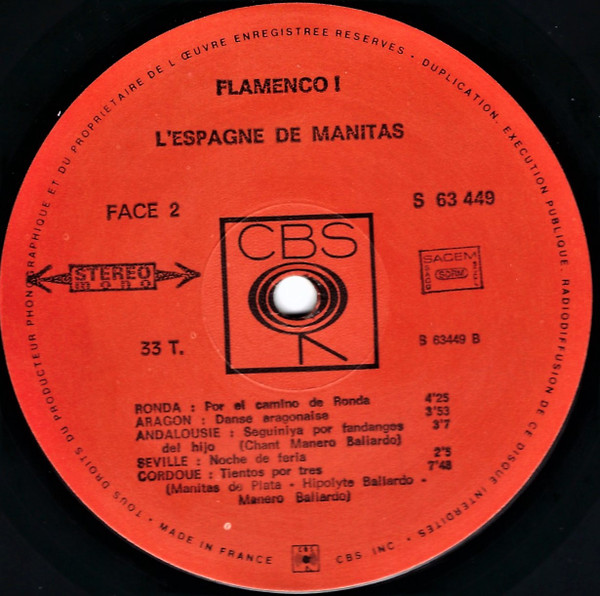 TOUS DROITS DU PRODUCTEUR PHONOGRAPHIQUE ET DU PROPRIETAIRE DE L'ŒUVRE ENREGISTREE RESERVES • DUPLICATION, EXECUTION PUBLIQUE, RADIODIFFUSION DE CE DISQUE INTERDITES •
FLAMENCO !
L'ESPAGNE DE MANITAS
FACE 2
S 63 449
CBS
STEREO
mono
SACEM
SDRM
33 T.
S 63449 B
RONDA : Por el camino de Ronda 4'25
ARAGON : Danse aragonaise 3'53
ANDALOUSIE : Seguiniya por fandangos 3'7
del hijo (Chant Manero Baliardo)
SEVILLE : Noche de feria 2'5
CORDOUE : Tientos por tres 7'48
(Manitas de Plata - Hipolyte Baliardo -
Manero Baliardo)
• MADE IN FRANCE
CBS
CBS. INC. •